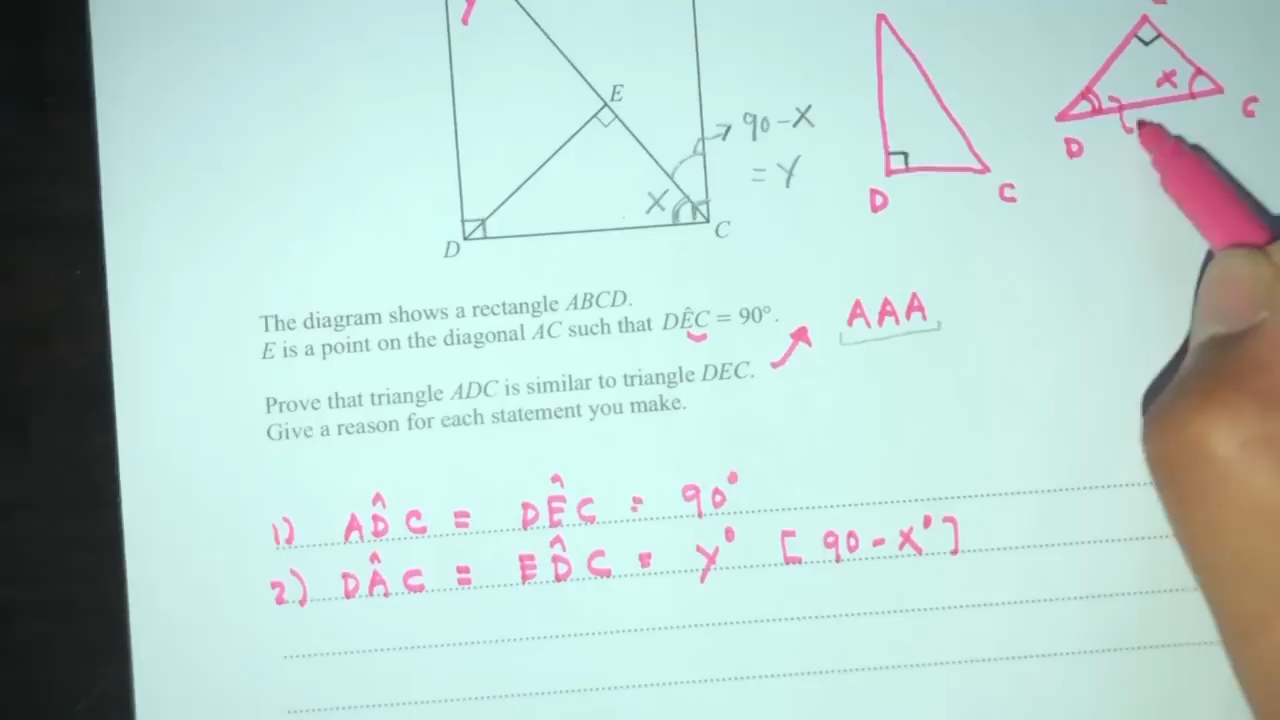 y
E
90-X
= Y
X
D
C
D
C
X
D
C
The diagram shows a rectangle ABCD.
E is a point on the diagonal AC such that DÊC = 90°.
AAA
Prove that triangle ADC is similar to triangle DEC.
Give a reason for each statement you make.
1) AD̂C = DÊC = 90°
2) DÂC = ED̂C = y° [90-x°]